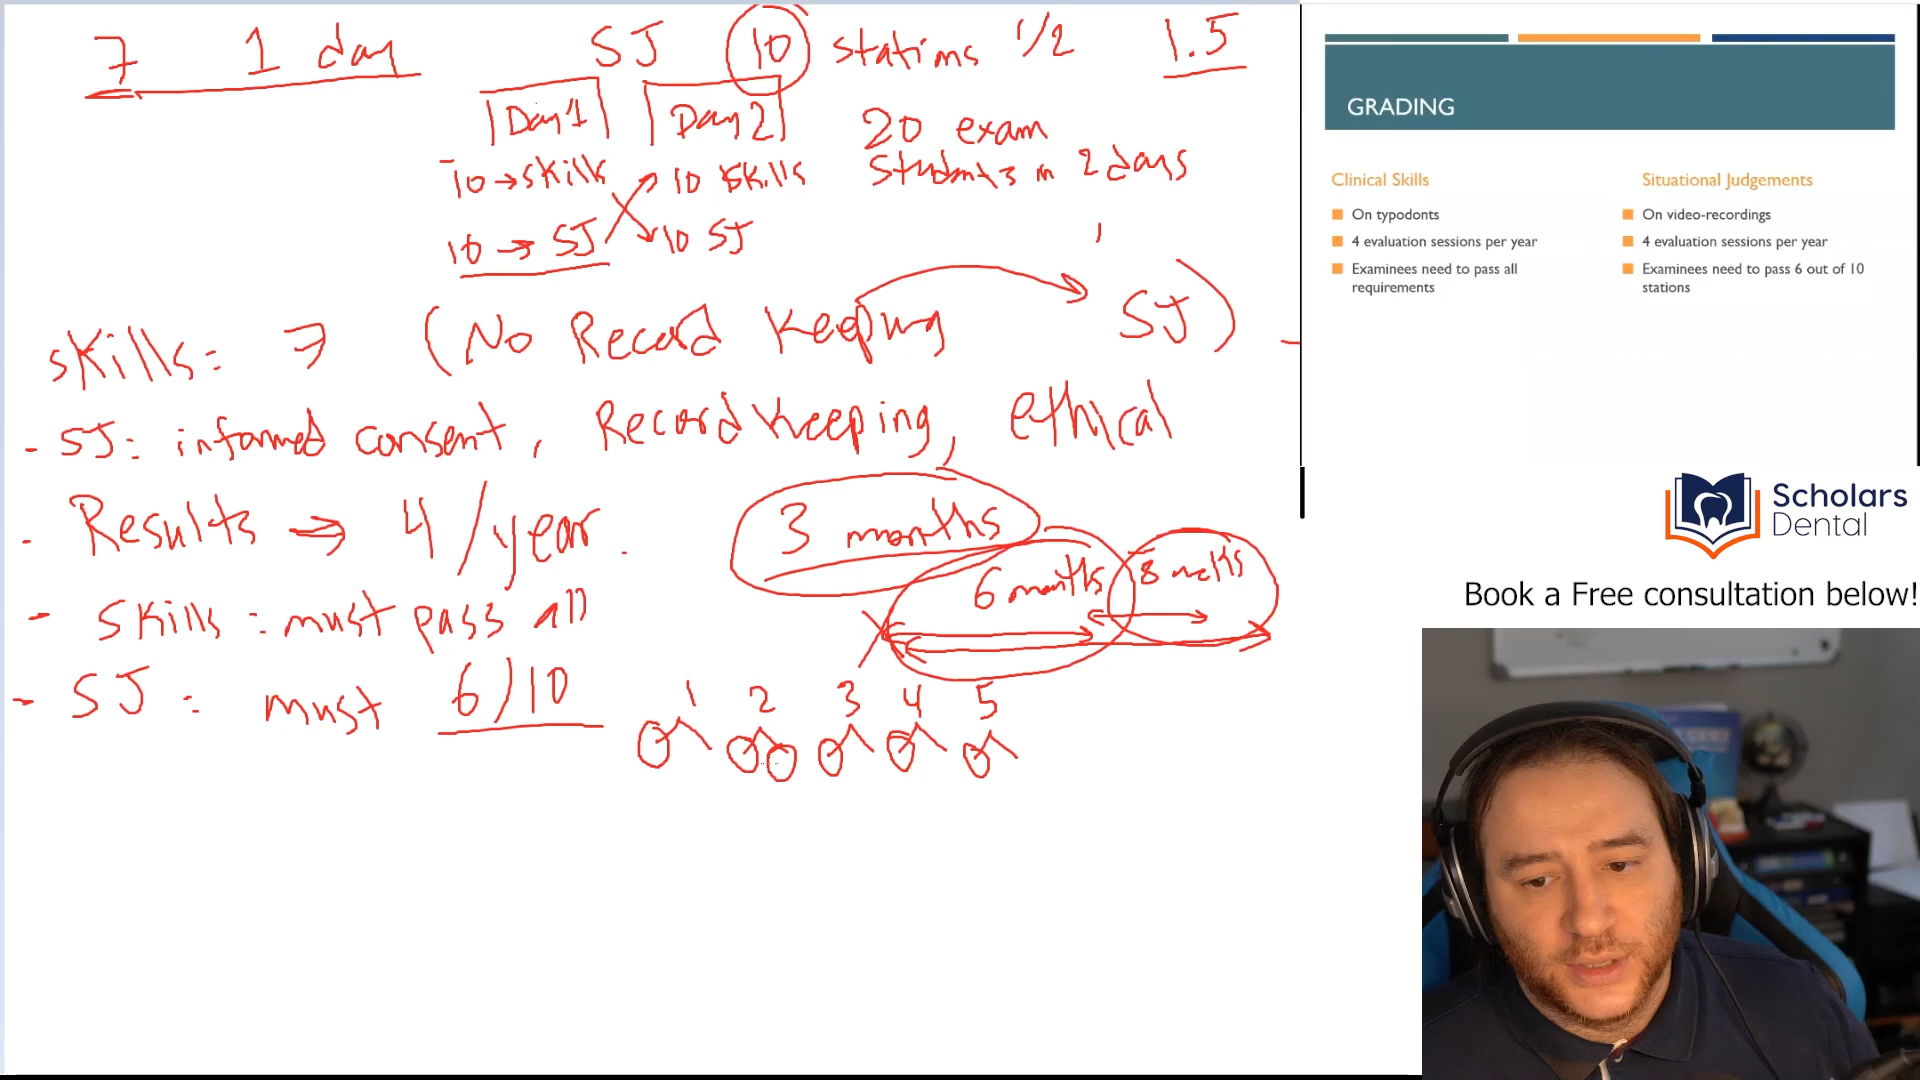 7 1 day SJ 10 stations 1/2 1.5
Day 1 Day 2 20 exam
10 → skills 10 skills students in 2 days
10 → SJ 10 SJ
skills: 7 (No Record keeping SJ)
- SJ: informed consent, Record keeping, ethical
- Results → 4/year. 3 months
6 months 8 weeks
- skills: must pass all
- SJ: must 6/10 1 2 3 4 5
GRADING
Clinical Skills
On typodonts
4 evaluation sessions per year
Examinees need to pass all
requirements
Situational Judgements
On video-recordings
4 evaluation sessions per year
Examinees need to pass 6 out of 10
stations
Scholars
Dental
Book a Free consultation below!